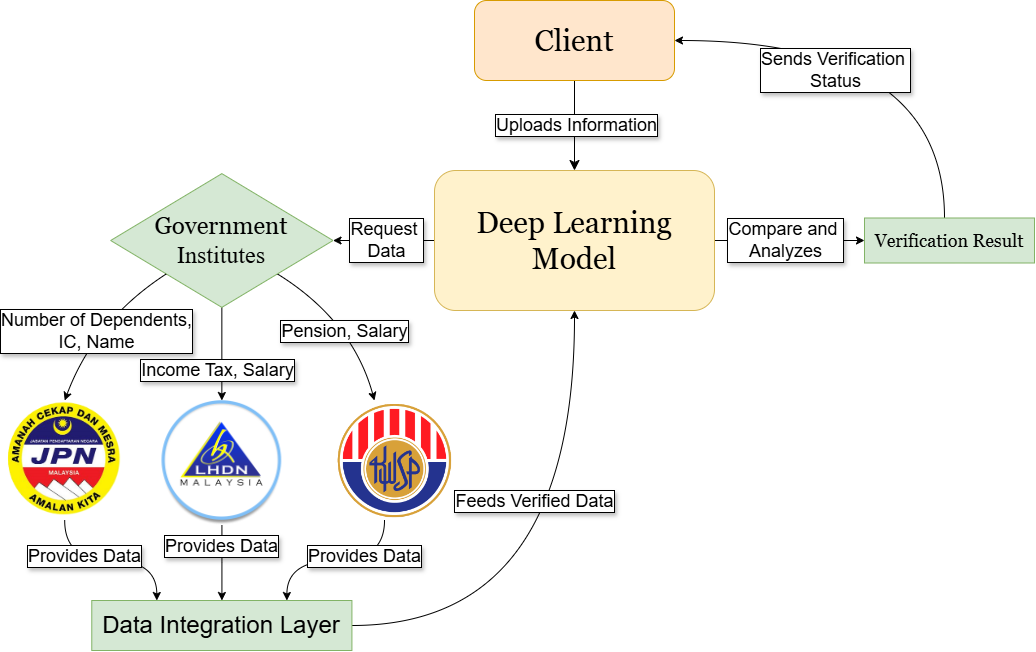 Client
Sends Verification
Status
Uploads Information
Deep Learning
Model
Government
Institutes
Request
Data
Compare and
Analyzes
Verification Result
Number of Dependents,
IC, Name
Pension, Salary
Income Tax, Salary
AMANAH CEKAP DAN MESRA
JABATAN PENDAFTARAN NEGARA
JPN
MALAYSIA
AMALAN KITA
LHDN
MALAYSIA
KWSP
Feeds Verified Data
Provides Data
Provides Data
Provides Data
Data Integration Layer